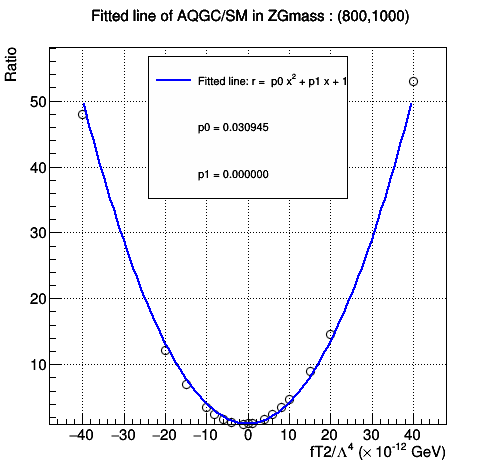 Fitted line of AQGC/SM in ZGmass : (800,1000)
Ratio
Fitted line: r = p0 x² + p1 x + 1
p0 = 0.030945
p1 = 0.000000
50
40
30
20
10
−40 −30 −20 −10 0 10 20 30 40
fT2/Λ⁴ (× 10⁻¹² GeV)